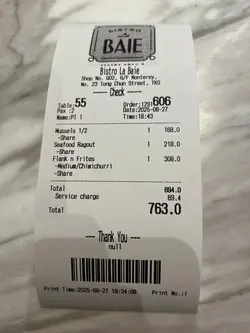 BISTRO
La
BAIE
Bistro La Baie
Shop No. G02, G/F Monterey,
No. 23 Tong Chun Street, TKO
Check
Table:55 Order:1291606
Pax :2 Date:2025-08-27
Name:PI 1 Time:18:43
Mussels 1/2 1 168.0
-Share
Seafood Ragout 1 218.0
-Share
Flank n Frites 1 308.0
-Medium/Chimichurri
-Share
Total 694.0
Service charge 69.4
Total 763.0
Thank You
null
Print Time:2025-08-27 19:34:08 Print No.:1